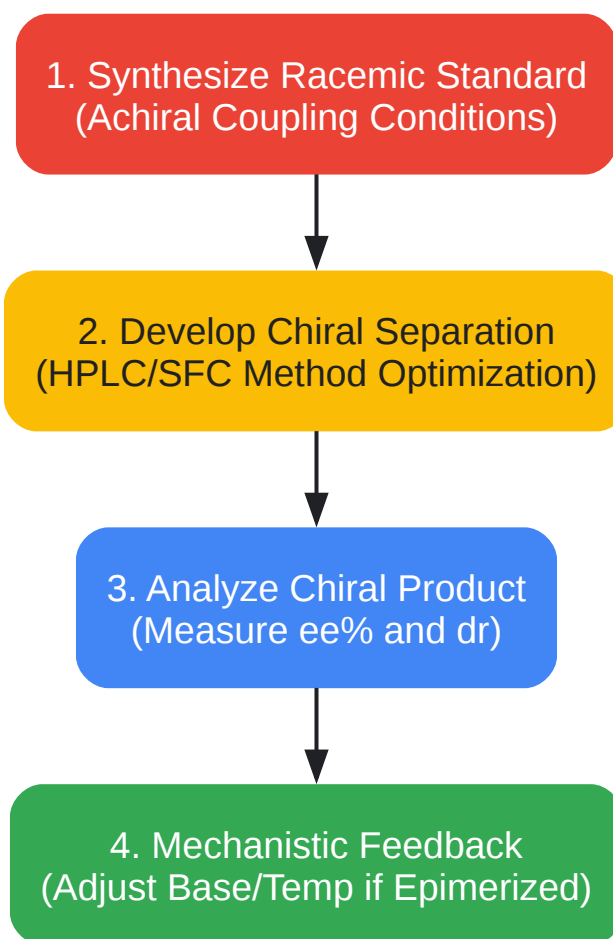 1. Synthesize Racemic Standard
(Achiral Coupling Conditions)
2. Develop Chiral Separation
(HPLC/SFC Method Optimization)
3. Analyze Chiral Product
(Measure ee% and dr)
4. Mechanistic Feedback
(Adjust Base/Temp if Epimerized)